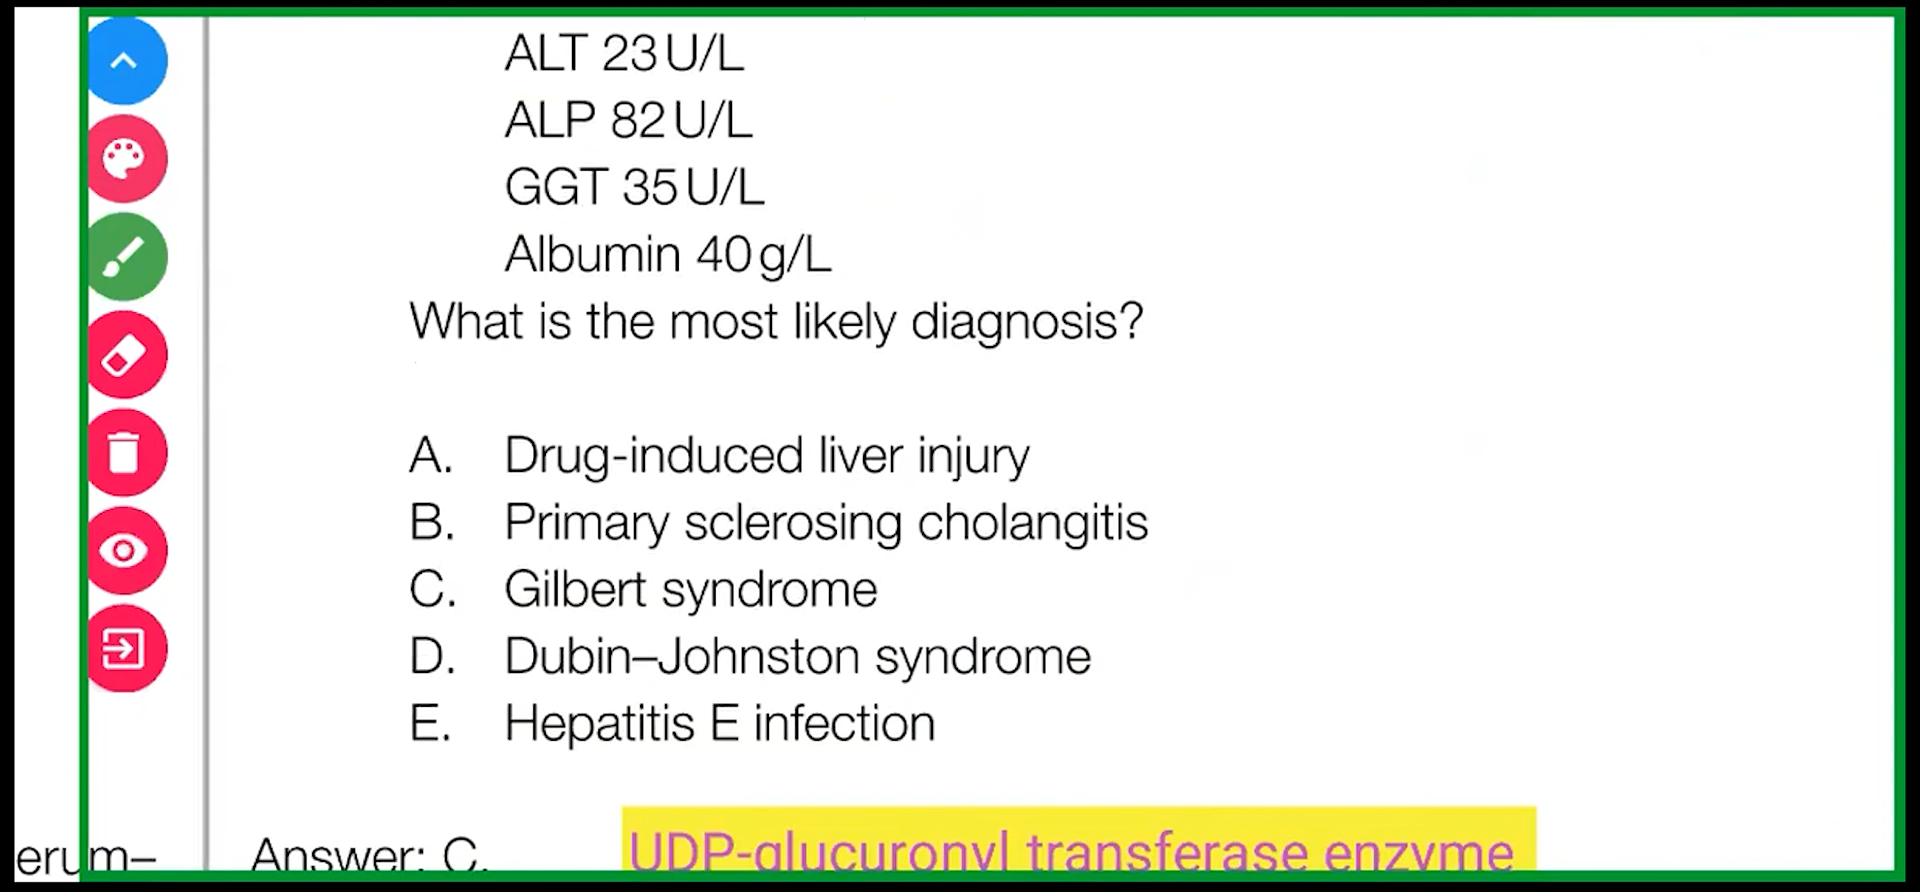 ALT 23 U/L
ALP 82 U/L
GGT 35 U/L
Albumin 40 g/L
What is the most likely diagnosis?
A. Drug-induced liver injury
B. Primary sclerosing cholangitis
C. Gilbert syndrome
D. Dubin–Johnston syndrome
E. Hepatitis E infection
erum–
Answer: C.
UDP-glucuronyl transferase enzyme